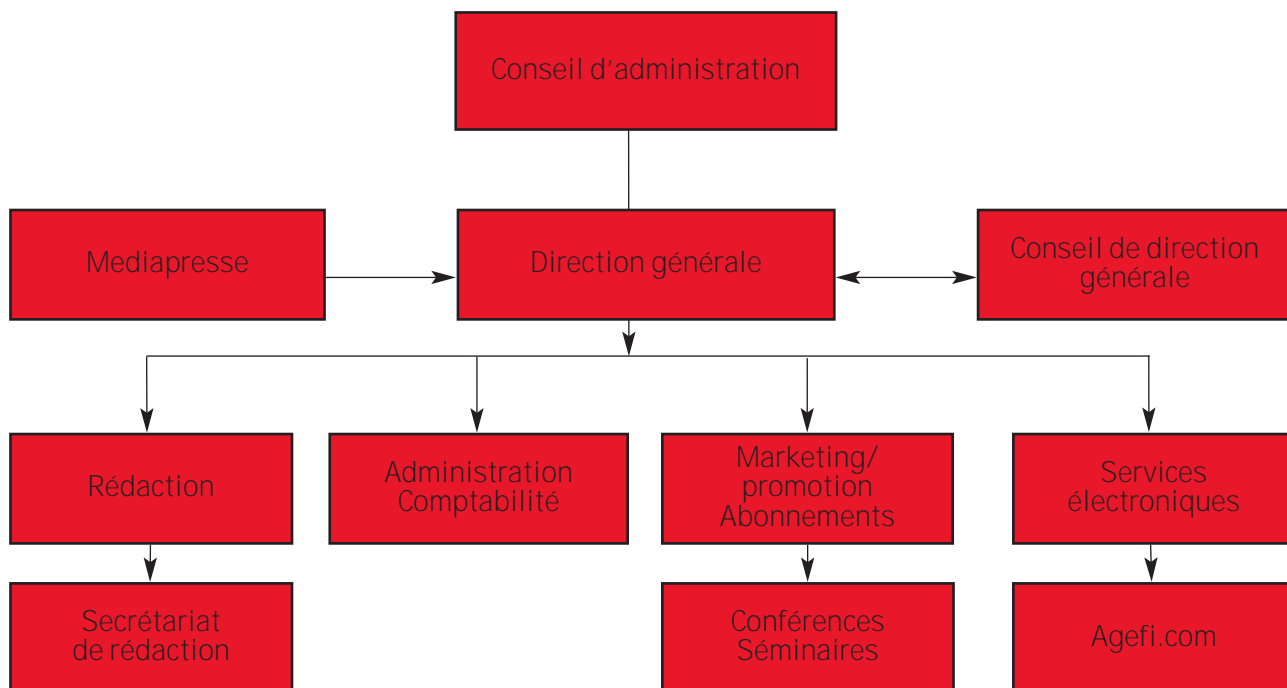 Conseil d'administration
Mediapresse
Direction générale
Conseil de direction
générale
Rédaction
Administration
Comptabilité
Marketing/
promotion
Abonnements
Services
électroniques
Secrétariat
de rédaction
Conférences
Séminaires
Agefi.com